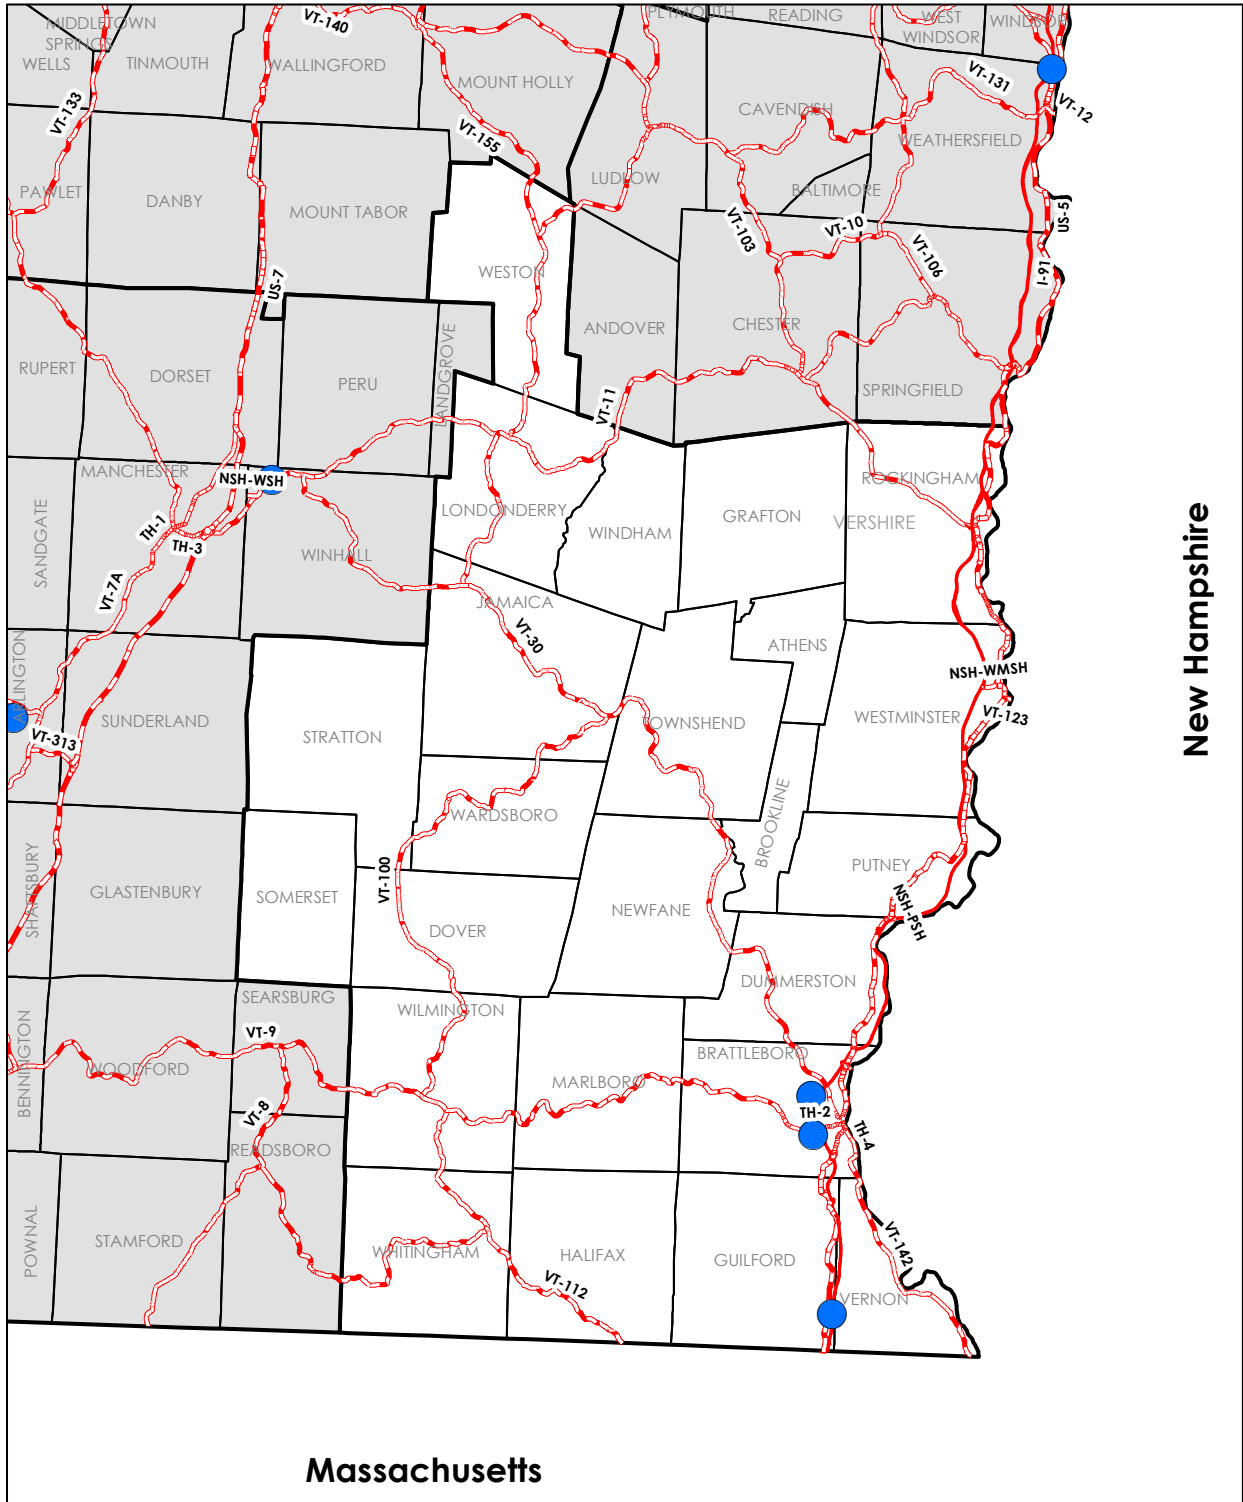 MIDDLETOWN
SPRINGS
VT-140
PLYMOUTH
READING
WEST
WINDSOR
WINDSOR
WELLS
TINMOUTH
WALLINGFORD
MOUNT HOLLY
VT-131
VT-12
VT-133
CAVENDISH
VT-155
WEATHERSFIELD
PAWLET
DANBY
MOUNT TABOR
LUDLOW
BALTIMORE
VT-103
VT-10
US-5
VT-106
I-91
WESTON
US-7
ANDOVER
CHESTER
RUPERT
DORSET
PERU
LANDGROVE
SPRINGFIELD
VT-11
MANCHESTER
NSH-WSH
ROCKINGHAM
SANDGATE
TH-1
TH-3
LONDONDERRY
WINDHAM
GRAFTON
VERSHIRE
WINHALL
VT-7A
JAMAICA
VT-30
ATHENS
NSH-WMSH
New Hampshire
ARLINGTON
VT-313
SUNDERLAND
STRATTON
TOWNSHEND
WESTMINSTER
VT-123
WARDSBORO
BROOKLINE
PUTNEY
SHAFTSBURY
GLASTENBURY
SOMERSET
VT-100
DOVER
NEWFANE
NSH-PSH
DUMMERSTON
SEARSBURG
WILMINGTON
VT-9
BENNINGTON
WOODFORD
MARLBORO
BRATTLEBORO
TH-2
TH-4
VT-8
READSBORO
POWNAL
STAMFORD
WHITINGHAM
HALIFAX
GUILFORD
VT-142
VT-112
VERNON
Massachusetts